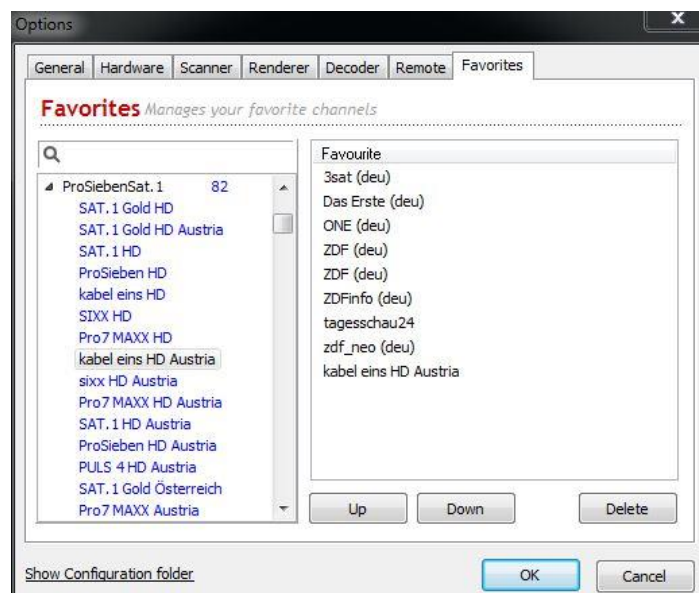 Options
General Hardware Scanner Renderer Decoder Remote Favorites
Favorites Manages your favorite channels
ProSiebenSat.1 82
SAT.1 Gold HD
SAT.1 Gold HD Austria
SAT.1 HD
ProSieben HD
kabel eins HD
SIXX HD
Pro7 MAXX HD
kabel eins HD Austria
sixx HD Austria
Pro7 MAXX HD Austria
SAT.1 HD Austria
ProSieben HD Austria
PULS 4 HD Austria
SAT.1 Gold Österreich
Pro7 MAXX Austria
Favourite
3sat (deu)
Das Erste (deu)
ONE (deu)
ZDF (deu)
ZDF (deu)
ZDFinfo (deu)
tagesschau24
zdf_neo (deu)
kabel eins HD Austria
Up Down Delete
Show Configuration folder
OK Cancel